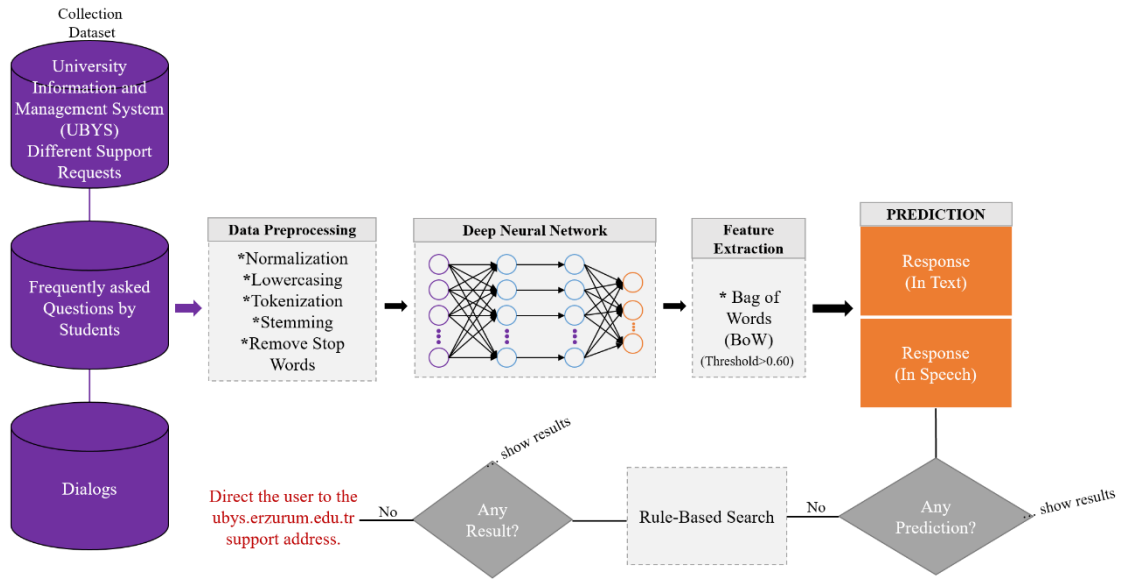 Collection
Dataset
University
Information and
Management System
(UBYS)
Different Support
Requests
Frequently asked
Questions by
Students
Dialogs
Data Preprocessing
*Normalization
*Lowercasing
*Tokenization
*Stemming
*Remove Stop
Words
Deep Neural Network
Feature
Extraction
* Bag of
Words
(BoW)
(Threshold>0.60)
PREDICTION
Response
(In Text)
Response
(In Speech)
Any
Prediction?
... show results
No
Rule-Based Search
Any
Result?
... show results
No
Direct the user to the
ubys.erzurum.edu.tr
support address.